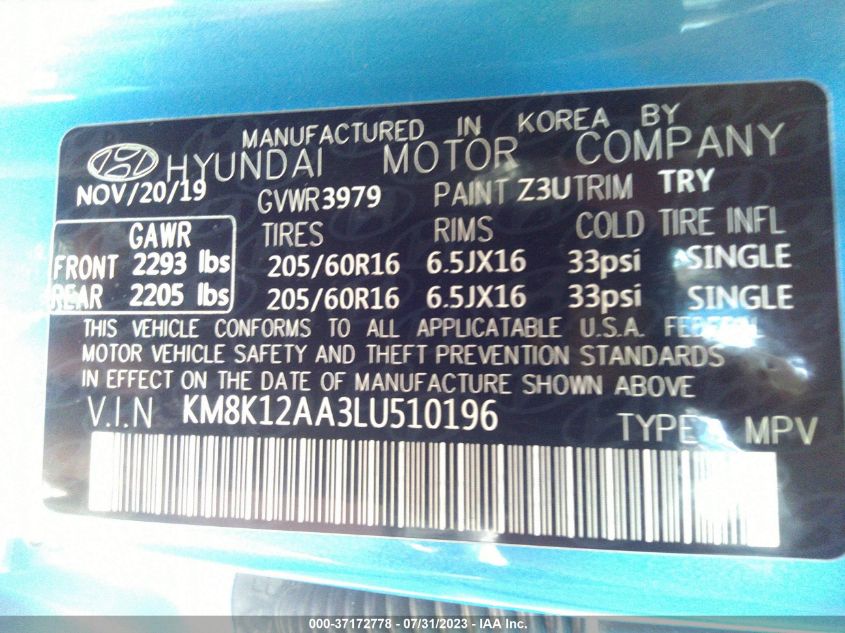 MANUFACTURED IN KOREA BY
HYUNDAI MOTOR COMPANY
NOV/20/19 GVWR3979 PAINT Z3U TRIM TRY
GAWR TIRES RIMS COLD TIRE INFL
FRONT 2293 lbs 205/60R16 6.5JX16 33psi SINGLE
REAR 2205 lbs 205/60R16 6.5JX16 33psi SINGLE
THIS VEHICLE CONFORMS TO ALL APPLICATABLE U.S.A. FEDERAL
MOTOR VEHICLE SAFETY AND THEFT PREVENTION STANDARDS
IN EFFECT ON THE DATE OF MANUFACTURE SHOWN ABOVE
V.I.N KM8K12AA3LU510196 TYPE MPV
000-37172778 - 07/31/2023 - IAA Inc.